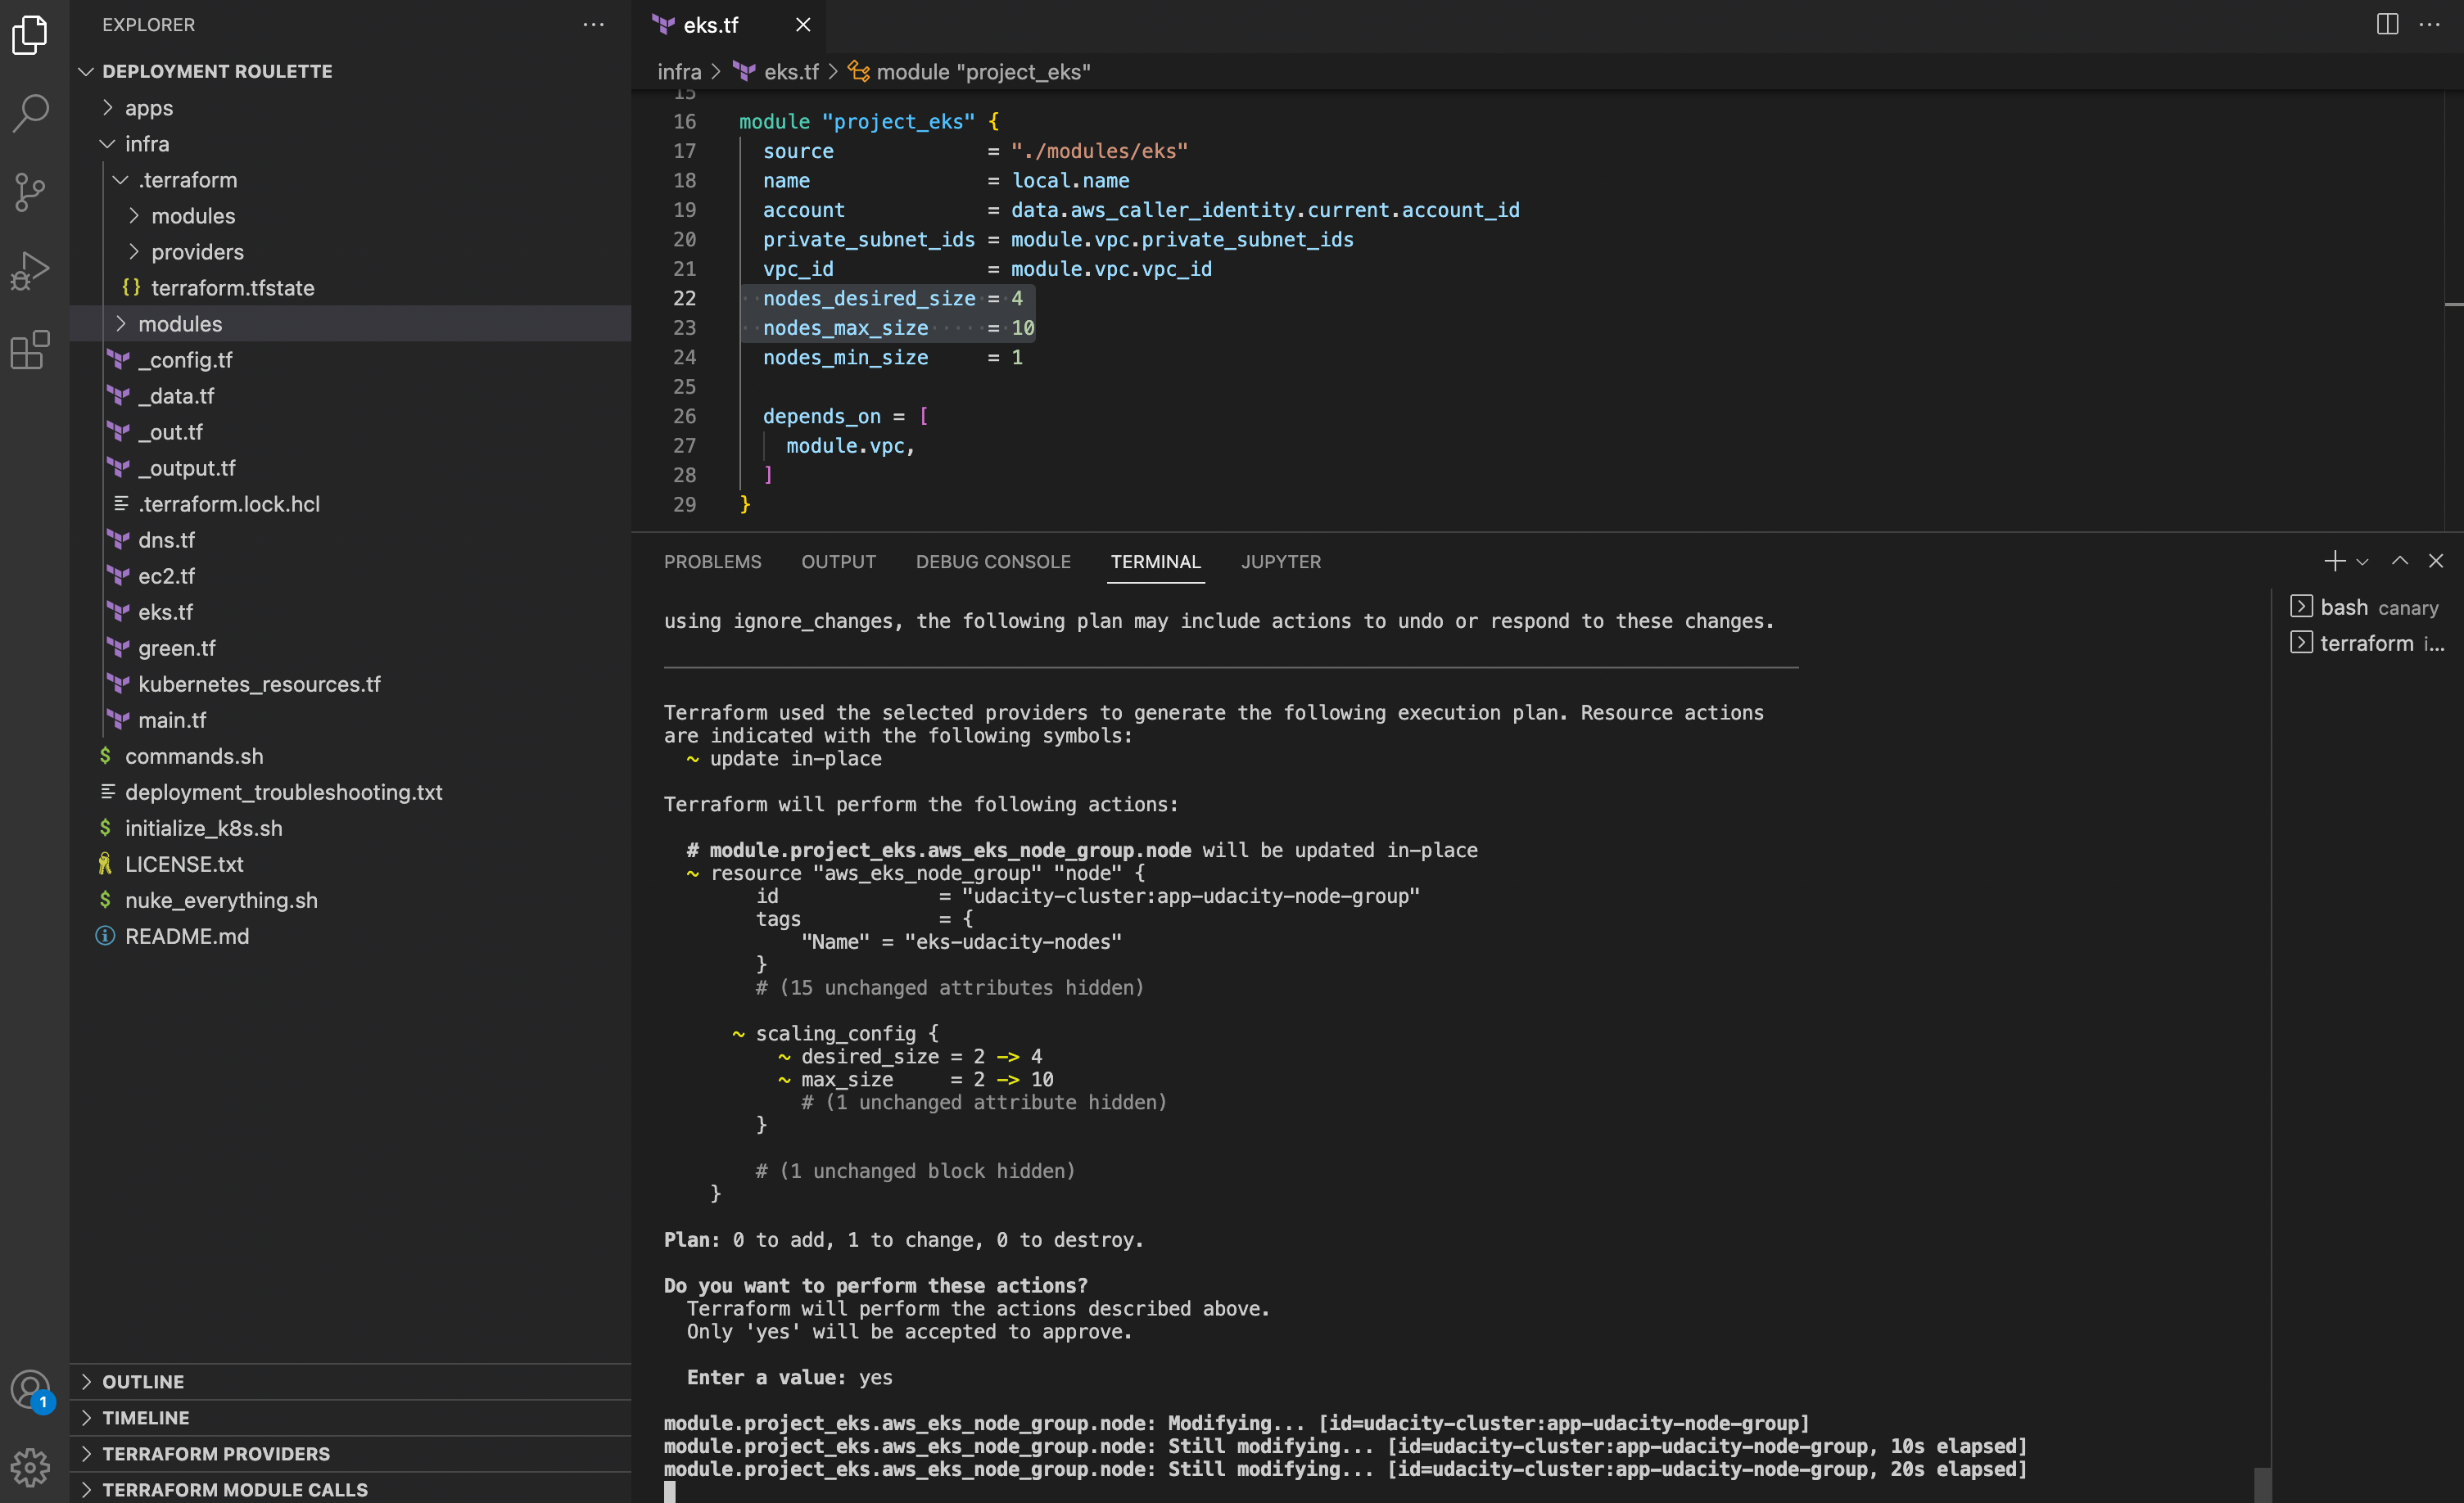 EXPLORER
DEPLOYMENT ROULETTE
apps
infra
.terraform
modules
providers
{} terraform.tfstate
modules
_config.tf
_data.tf
_out.tf
_output.tf
.terraform.lock.hcl
dns.tf
ec2.tf
eks.tf
green.tf
kubernetes_resources.tf
main.tf
$ commands.sh
deployment_troubleshooting.txt
$ initialize_k8s.sh
LICENSE.txt
$ nuke_everything.sh
README.md
OUTLINE
TIMELINE
TERRAFORM PROVIDERS
TERRAFORM MODULE CALLS
1
eks.tf
infra > eks.tf > module "project_eks"
15
16 module "project_eks" {
17 source = "./modules/eks"
18 name = local.name
19 account = data.aws_caller_identity.current.account_id
20 private_subnet_ids = module.vpc.private_subnet_ids
21 vpc_id = module.vpc.vpc_id
22 nodes_desired_size = 4
23 nodes_max_size = 10
24 nodes_min_size = 1
25
26 depends_on = [
27 module.vpc,
28 ]
29 }
PROBLEMS OUTPUT DEBUG CONSOLE TERMINAL JUPYTER
using ignore_changes, the following plan may include actions to undo or respond to these changes.
Terraform used the selected providers to generate the following execution plan. Resource actions
are indicated with the following symbols:
~ update in-place
Terraform will perform the following actions:
# module.project_eks.aws_eks_node_group.node will be updated in-place
~ resource "aws_eks_node_group" "node" {
id = "udacity-cluster:app-udacity-node-group"
tags = {
"Name" = "eks-udacity-nodes"
}
# (15 unchanged attributes hidden)
~ scaling_config {
~ desired_size = 2 -> 4
~ max_size = 2 -> 10
# (1 unchanged attribute hidden)
}
# (1 unchanged block hidden)
}
Plan: 0 to add, 1 to change, 0 to destroy.
Do you want to perform these actions?
Terraform will perform the actions described above.
Only 'yes' will be accepted to approve.
Enter a value: yes
module.project_eks.aws_eks_node_group.node: Modifying... [id=udacity-cluster:app-udacity-node-group]
module.project_eks.aws_eks_node_group.node: Still modifying... [id=udacity-cluster:app-udacity-node-group, 10s elapsed]
module.project_eks.aws_eks_node_group.node: Still modifying... [id=udacity-cluster:app-udacity-node-group, 20s elapsed]
bash canary
terraform i...